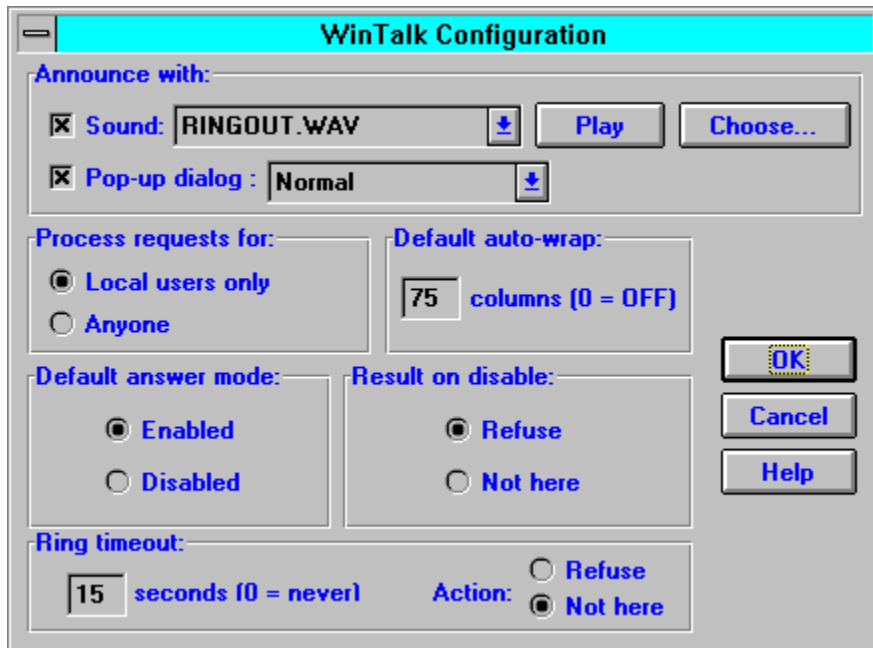 WinTalk Configuration
Announce with:
Sound: RINGOUT.WAV Play Choose...
Pop-up dialog : Normal
Process requests for:
Local users only
Anyone
Default auto-wrap:
75 columns (0 = OFF)
Default answer mode:
Enabled
Disabled
Result on disable:
Refuse
Not here
OK
Cancel
Help
Ring timeout:
15 seconds (0 = never)
Action:
Refuse
Not here